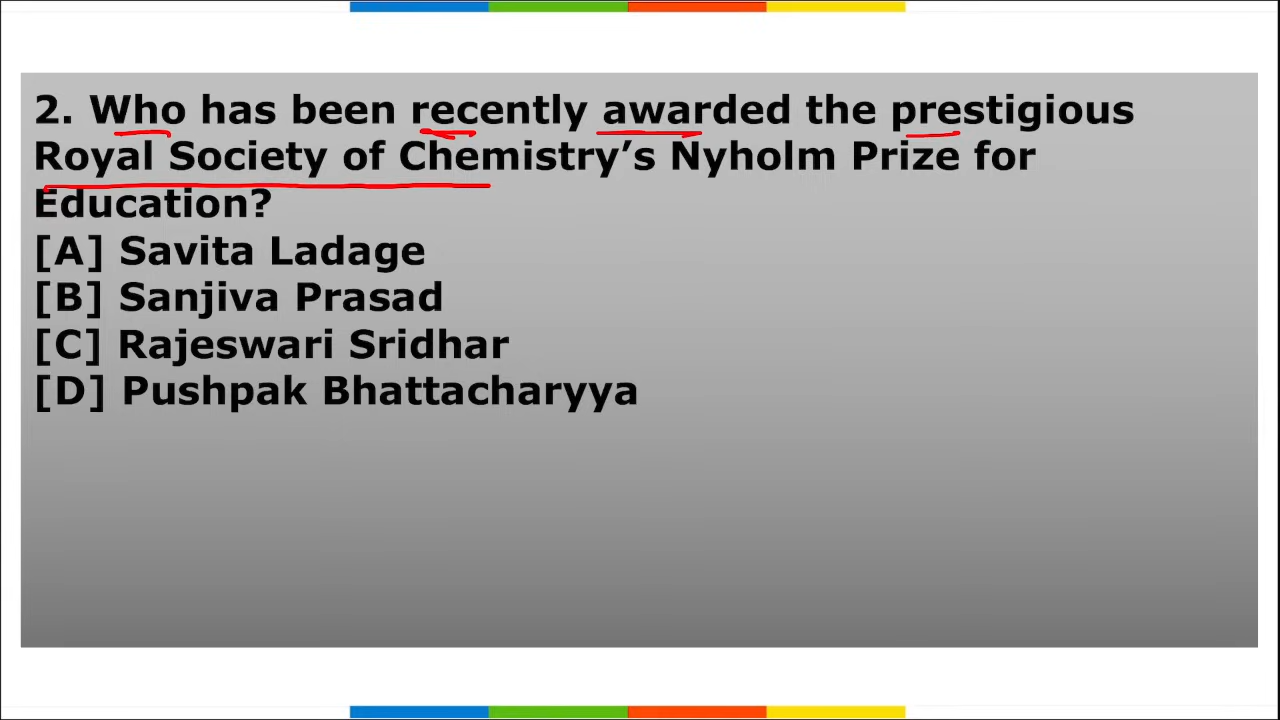 2. Who has been recently awarded the prestigious
Royal Society of Chemistry’s Nyholm Prize for
Education?
[A] Savita Ladage
[B] Sanjiva Prasad
[C] Rajeswari Sridhar
[D] Pushpak Bhattacharyya